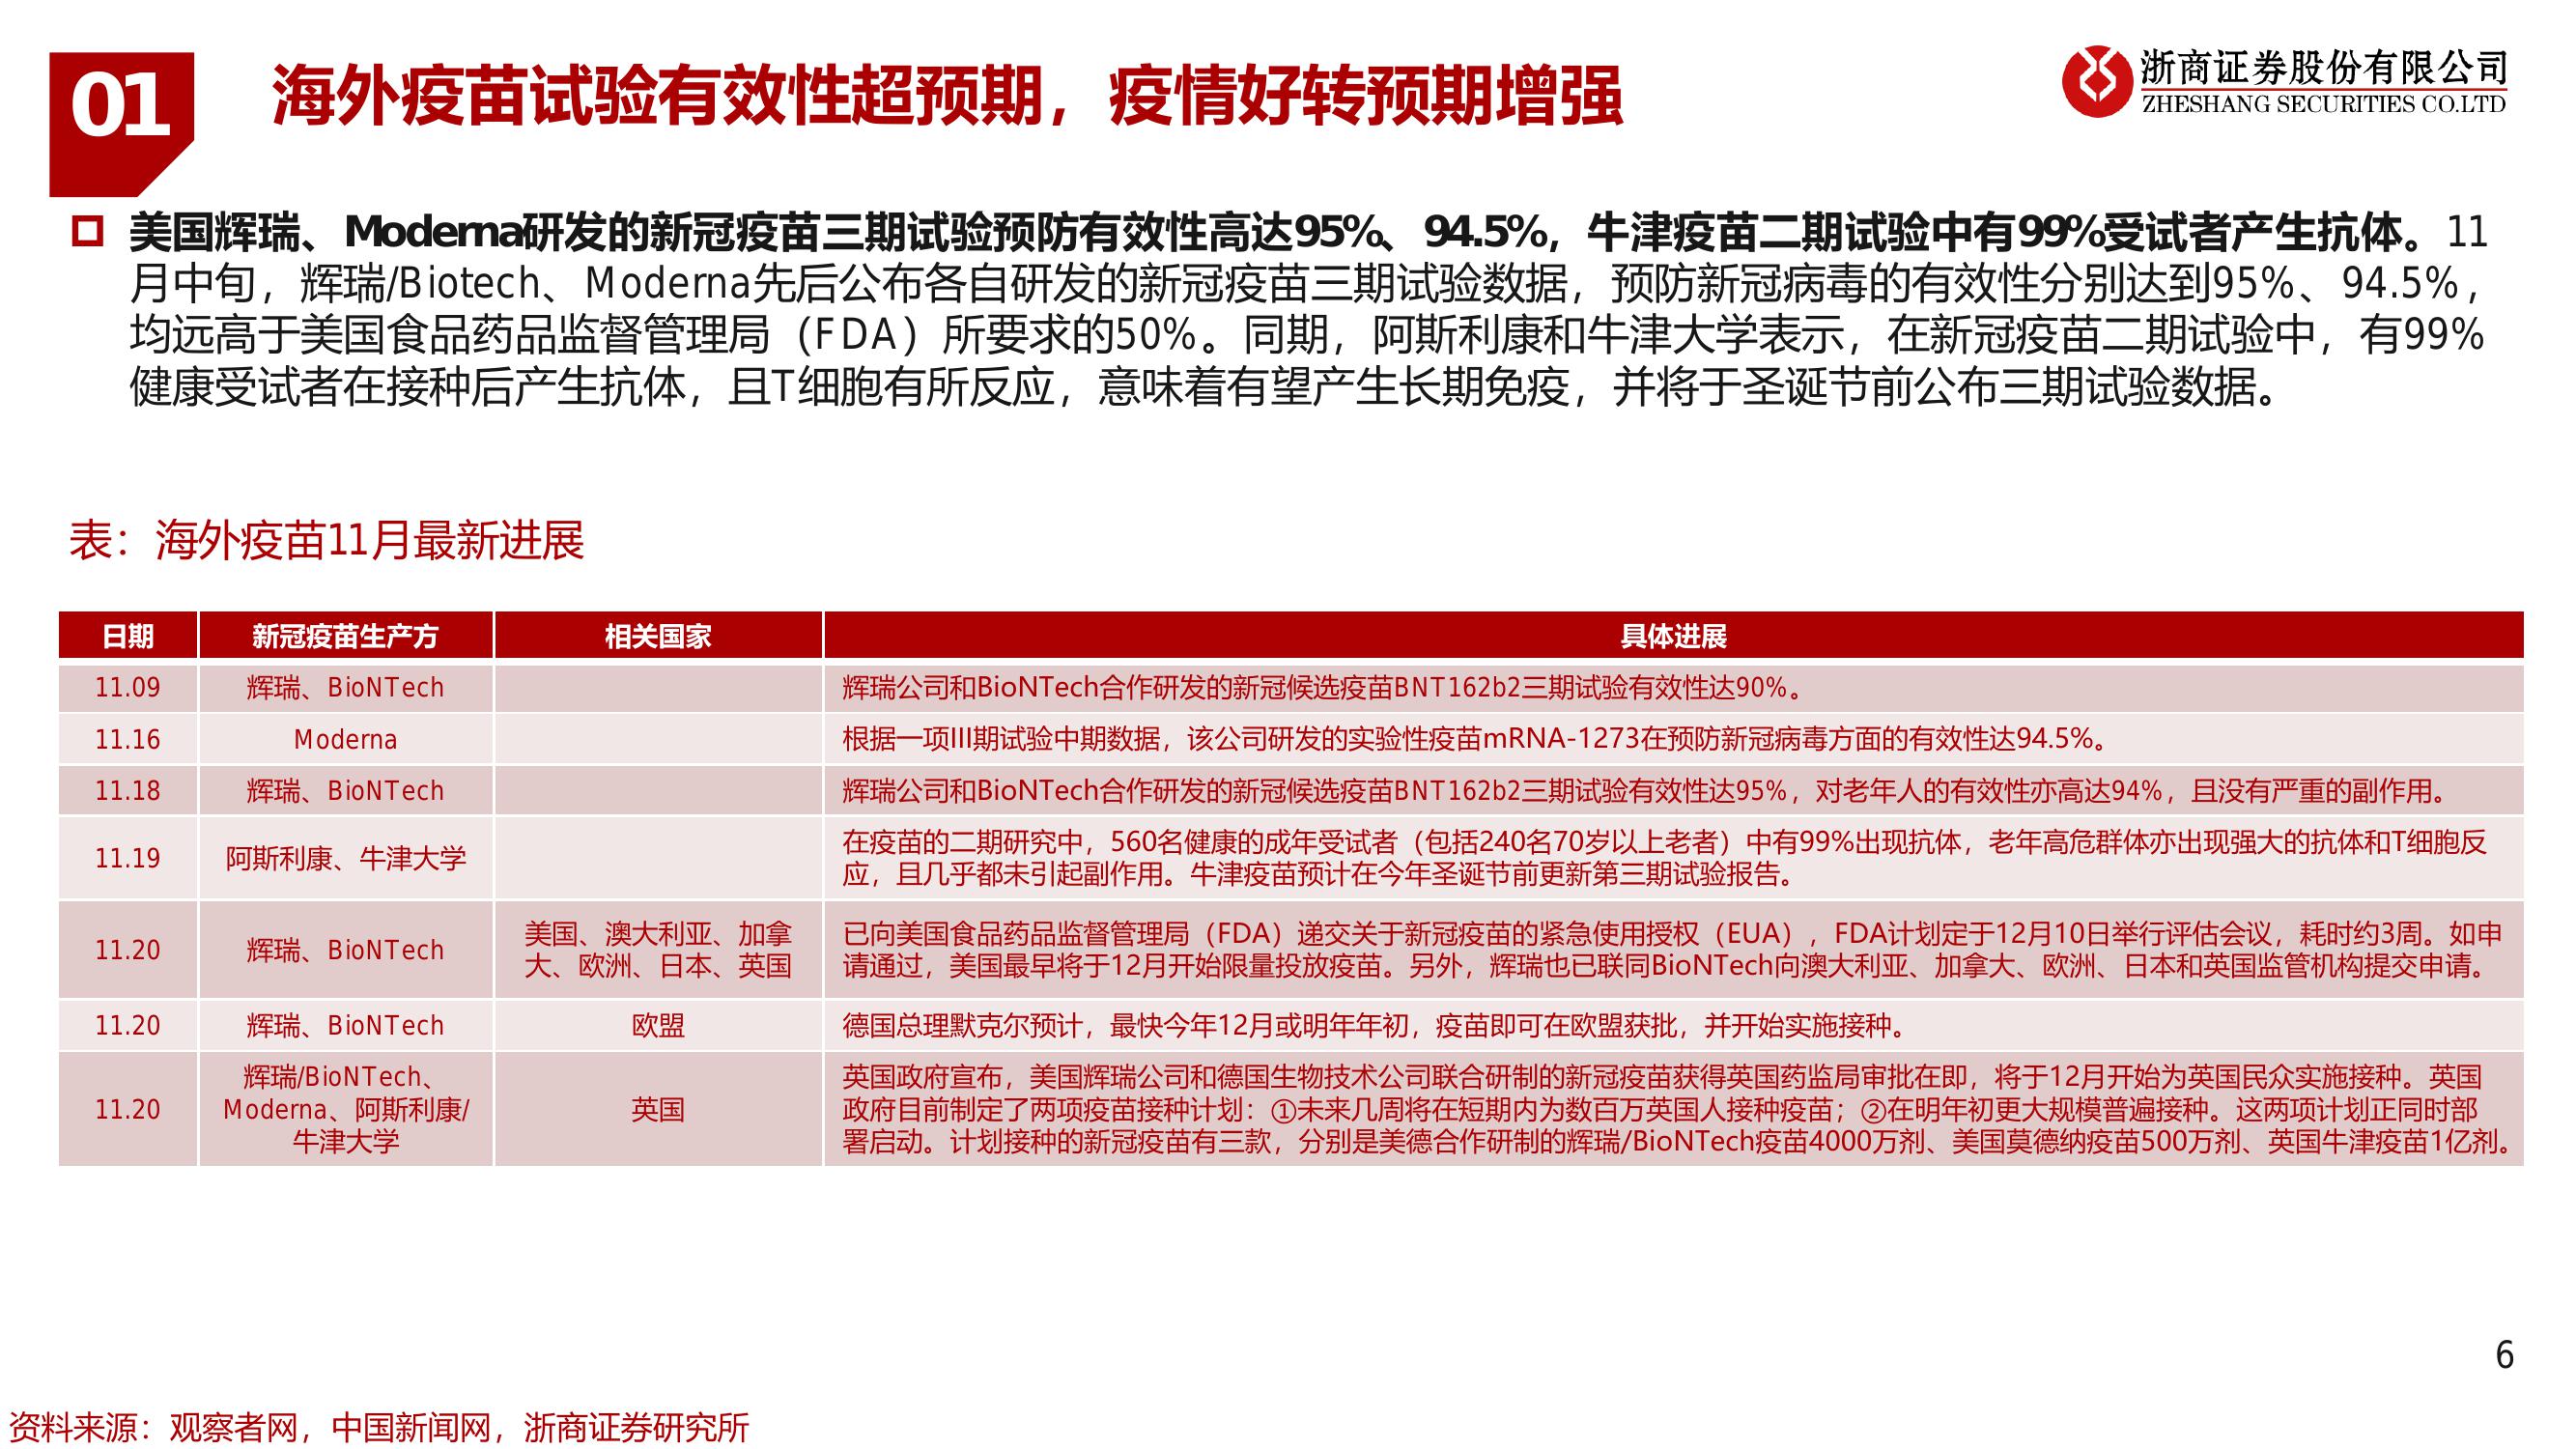 01
海外疫苗试验有效性超预期，疫情好转预期增强
浙商证券股份有限公司
ZHESHANG SECURITIES CO.LTD
美国辉瑞、Moderna研发的新冠疫苗三期试验预防有效性高达95%、94.5%，牛津疫苗二期试验中有99%受试者产生抗体。11
月中旬，辉瑞/Biotech、Moderna先后公布各自研发的新冠疫苗三期试验数据，预防新冠病毒的有效性分别达到95%、94.5%，
均远高于美国食品药品监督管理局（FDA）所要求的50%。同期，阿斯利康和牛津大学表示，在新冠疫苗二期试验中，有99%
健康受试者在接种后产生抗体，且T细胞有所反应，意味着有望产生长期免疫，并将于圣诞节前公布三期试验数据。
表：海外疫苗11月最新进展
日期 新冠疫苗生产方 相关国家 具体进展
11.09 辉瑞、BioNTech 辉瑞公司和BioNTech合作研发的新冠候选疫苗BNT162b2三期试验有效性达90%。
11.16 Moderna 根据一项III期试验中期数据，该公司研发的实验性疫苗mRNA-1273在预防新冠病毒方面的有效性达94.5%。
11.18 辉瑞、BioNTech 辉瑞公司和BioNTech合作研发的新冠候选疫苗BNT162b2三期试验有效性达95%，对老年人的有效性亦高达94%，且没有严重的副作用。
11.19 阿斯利康、牛津大学
在疫苗的二期研究中，560名健康的成年受试者（包括240名70岁以上老者）中有99%出现抗体，老年高危群体亦出现强大的抗体和T细胞反
应，且几乎都未引起副作用。牛津疫苗预计在今年圣诞节前更新第三期试验报告。
11.20 辉瑞、BioNTech
美国、澳大利亚、加拿
大、欧洲、日本、英国
已向美国食品药品监督管理局（FDA）递交关于新冠疫苗的紧急使用授权（EUA），FDA计划定于12月10日举行评估会议，耗时约3周。如申
请通过，美国最早将于12月开始限量投放疫苗。另外，辉瑞也已联同BioNTech向澳大利亚、加拿大、欧洲、日本和英国监管机构提交申请。
11.20 辉瑞、BioNTech 欧盟 德国总理默克尔预计，最快今年12月或明年年初，疫苗即可在欧盟获批，并开始实施接种。
11.20
辉瑞/BioNTech、
Moderna、阿斯利康/
牛津大学
英国
英国政府宣布，美国辉瑞公司和德国生物技术公司联合研制的新冠疫苗获得英国药监局审批在即，将于12月开始为英国民众实施接种。英国
政府目前制定了两项疫苗接种计划：①未来几周将在短期内为数百万英国人接种疫苗；②在明年初更大规模普遍接种。这两项计划正同时部
署启动。计划接种的新冠疫苗有三款，分别是美德合作研制的辉瑞/BioNTech疫苗4000万剂、美国莫德纳疫苗500万剂、英国牛津疫苗1亿剂。
6
资料来源：观察者网，中国新闻网，浙商证券研究所